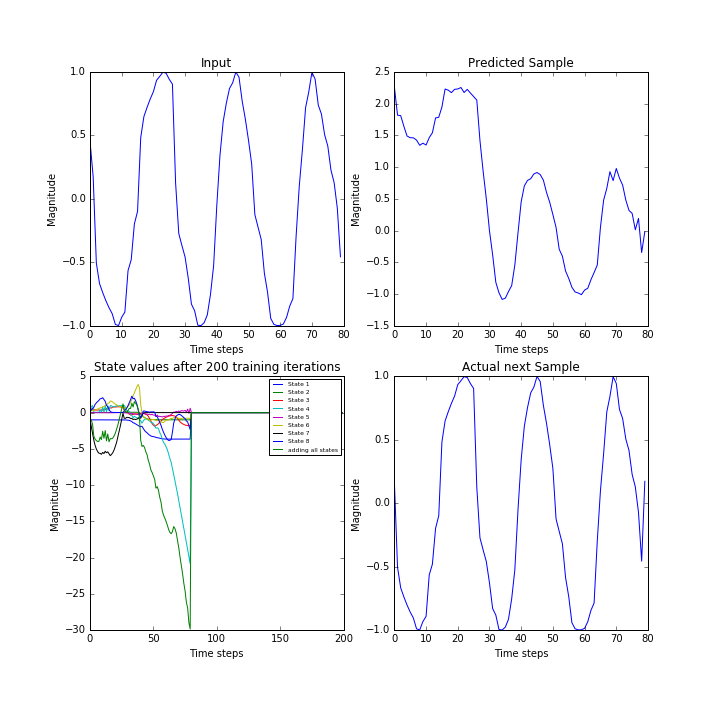 Input
Predicted Sample
1.0
0.5
0.0
−0.5
−1.0
Magnitude
0 10 20 30 40 50 60 70 80
Time steps
2.5
2.0
1.5
1.0
0.5
0.0
−0.5
−1.0
−1.5
Magnitude
0 10 20 30 40 50 60 70 80
Time steps
State values after 200 training iterations
Actual next Sample
5
0
−5
−10
−15
−20
−25
−30
Magnitude
0 50 100 150 200
Time steps
State 1
State 2
State 3
State 4
State 5
State 6
State 7
State 8
adding all states
1.0
0.5
0.0
−0.5
−1.0
Magnitude
0 10 20 30 40 50 60 70 80
Time steps